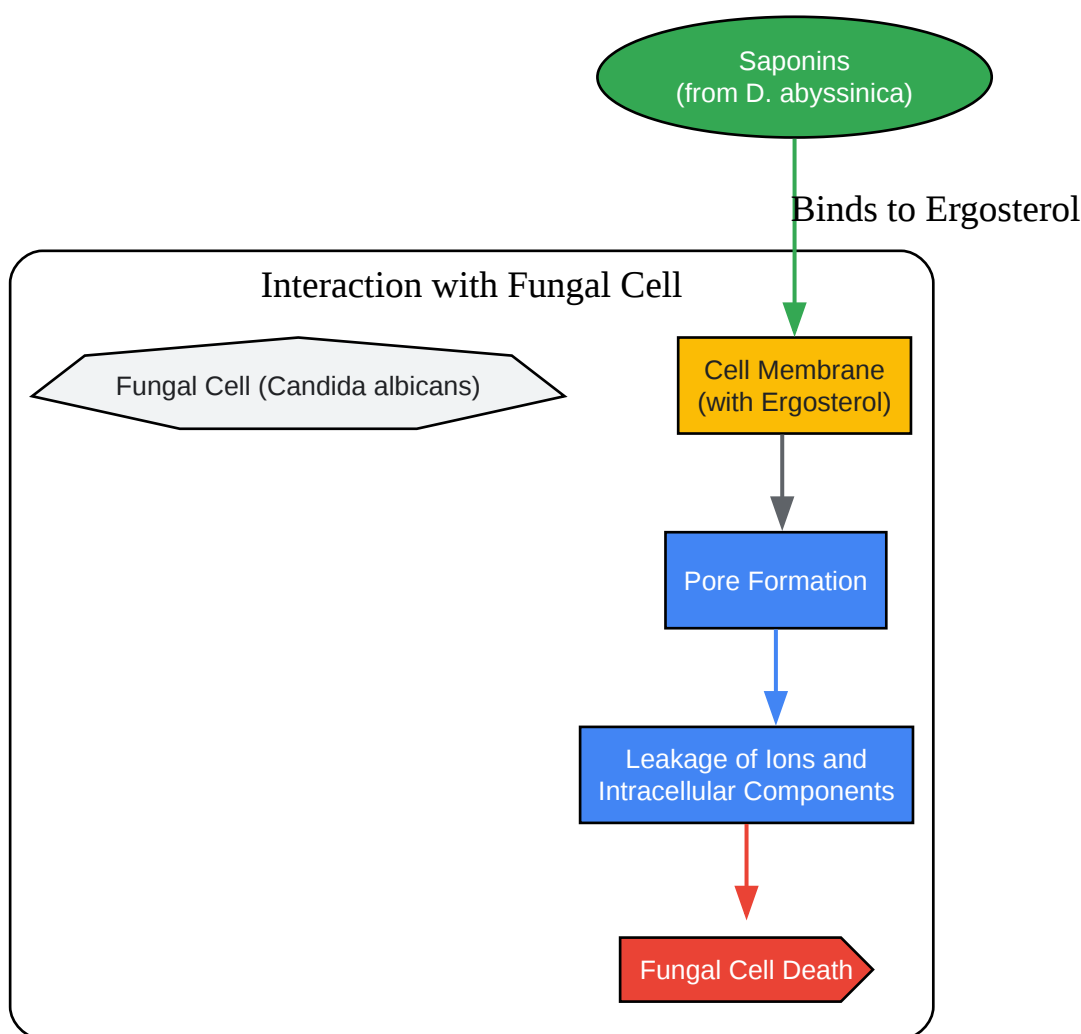 Saponins
(from D. abyssinica)
Binds to Ergosterol
Interaction with Fungal Cell
Fungal Cell (Candida albicans)
Cell Membrane
(with Ergosterol)
Pore Formation
Leakage of Ions and
Intracellular Components
Fungal Cell Death